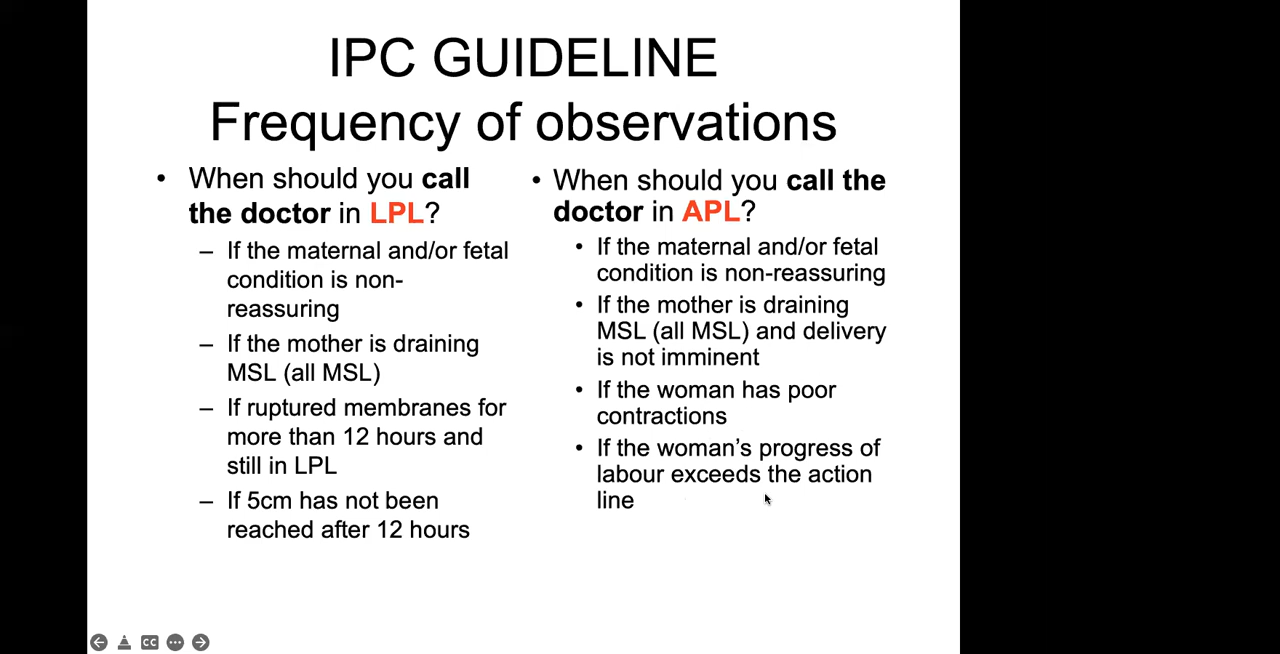 IPC GUIDELINE
Frequency of observations
• When should you call
the doctor in LPL?
– If the maternal and/or fetal
condition is non-
reassuring
– If the mother is draining
MSL (all MSL)
– If ruptured membranes for
more than 12 hours and
still in LPL
– If 5cm has not been
reached after 12 hours
• When should you call the
doctor in APL?
• If the maternal and/or fetal
condition is non-reassuring
• If the mother is draining
MSL (all MSL) and delivery
is not imminent
• If the woman has poor
contractions
• If the woman’s progress of
labour exceeds the action
line
CC